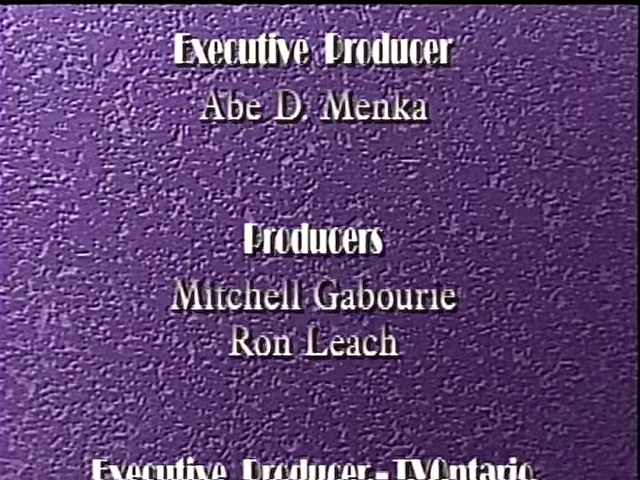 Executive Producer
Abe D. Menka
Producers
Mitchell Gabourie
Ron Leach
Executive Producer - TVOntario